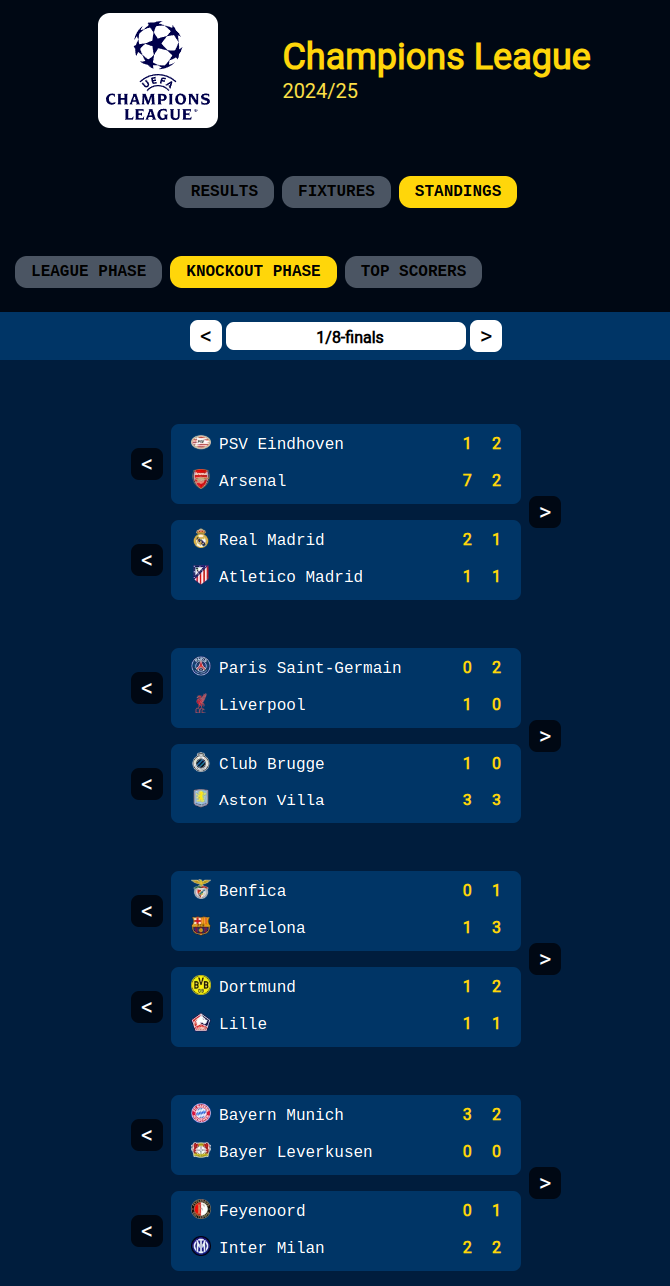 UEFA
CHAMPIONS
LEAGUE
Champions League
2024/25
RESULTS FIXTURES STANDINGS
LEAGUE PHASE KNOCKOUT PHASE TOP SCORERS
< 1/8-finals >
PSV Eindhoven 1 2
<
Arsenal 7 2
>
Real Madrid 2 1
<
Atletico Madrid 1 1
Paris Saint-Germain 0 2
<
Liverpool 1 0
>
Club Brugge 1 0
<
Aston Villa 3 3
Benfica 0 1
<
Barcelona 1 3
>
Dortmund 1 2
<
Lille 1 1
Bayern Munich 3 2
<
Bayer Leverkusen 0 0
>
Feyenoord 0 1
<
Inter Milan 2 2